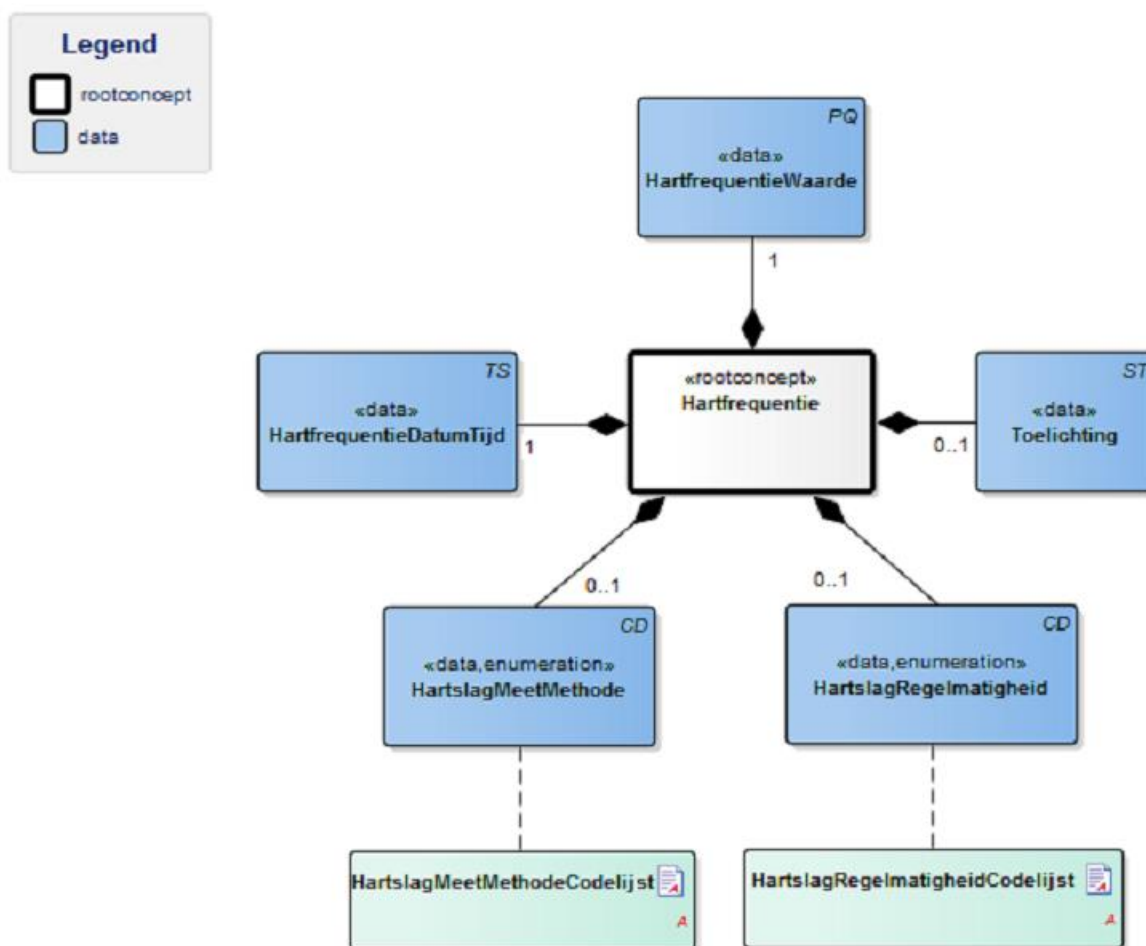 Legend
rootconcept
data
PQ
«data»
HartfrequentieWaarde
1
TS
«data»
HartfrequentieDatumTijd
1
«rootconcept»
Hartfrequentie
ST
«data»
Toelichting
0..1
0..1
0..1
CD
«data,enumeration»
HartslagMeetMethode
CD
«data,enumeration»
HartslagRegelmatigheid
HartslagMeetMethodeCodelijst
A
HartslagRegelmatigheidCodelijst
A